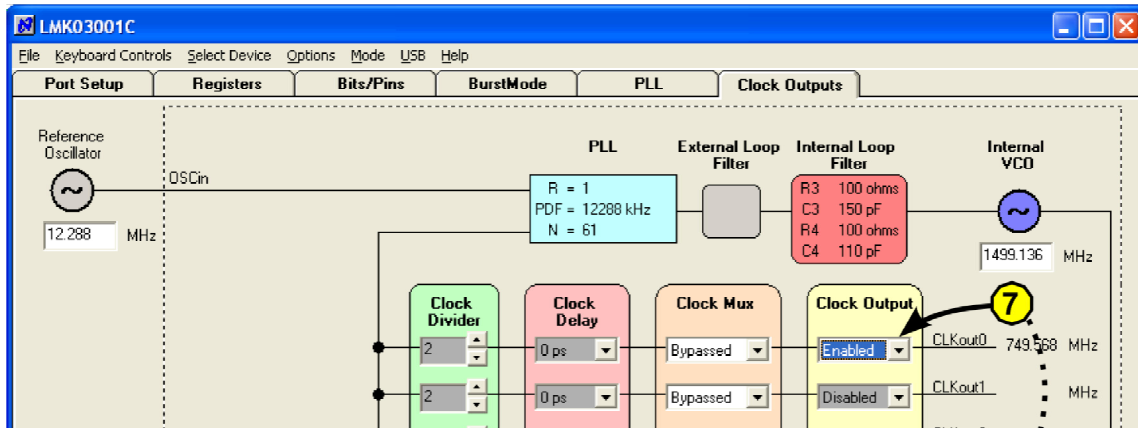 LMK03001C
File Keyboard Controls Select Device Options Mode USB Help
Port Setup Registers Bits/Pins BurstMode PLL Clock Outputs
Reference
Oscillator
12.288 MHz
OSCin
PLL
R = 1
PDF = 12288 kHz
N = 61
External Loop
Filter
Internal Loop
Filter
R3 100 ohms
C3 150 pF
R4 100 ohms
C4 110 pF
Internal
VCO
1499.136 MHz
Clock
Divider
Clock
Delay
Clock Mux
Clock Output
7
2 0 ps Bypassed Enabled CLKout0 749.568 MHz
2 0 ps Bypassed Disabled CLKout1 MHz